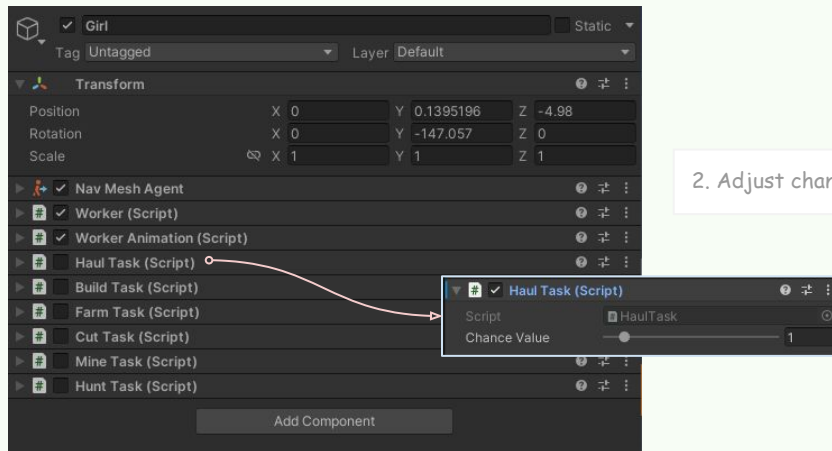 Girl Static
Tag Untagged Layer Default
Transform
Position X 0 Y 0.1395196 Z -4.98
Rotation X 0 Y -147.057 Z 0
Scale X 1 Y 1 Z 1
Nav Mesh Agent
2. Adjust
Worker (Script)
Worker Animation (Script)
Haul Task (Script)
Build Task (Script)
Haul Task (Script)
Farm Task (Script)
Script HaulTask
Cut Task (Script)
Chance Value 1
Mine Task (Script)
Hunt Task (Script)
Add Component